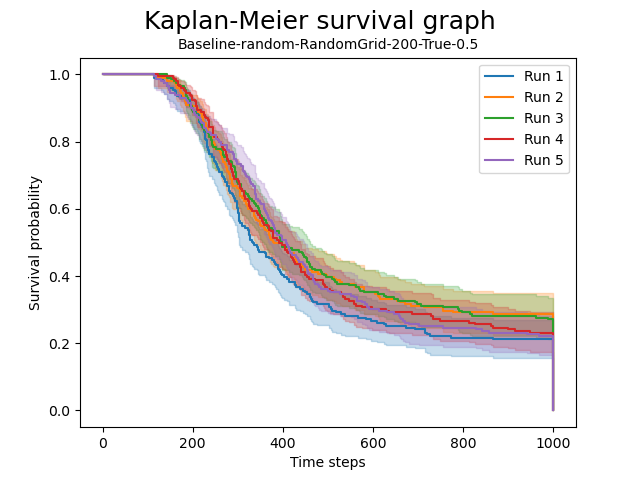 Kaplan-Meier survival graph
Baseline-random-RandomGrid-200-True-0.5
Run 1
Run 2
Run 3
Run 4
Run 5
Survival probability
1.0
0.8
0.6
0.4
0.2
0.0
0 200 400 600 800 1000
Time steps